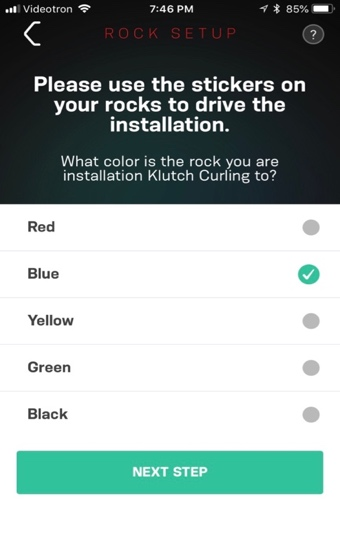 Videotron
7:46 PM
85%
ROCK SETUP
?
Please use the stickers on
your rocks to drive the
installation.
What color is the rock you are
installation Klutch Curling to?
Red
Blue
Yellow
Green
Black
NEXT STEP